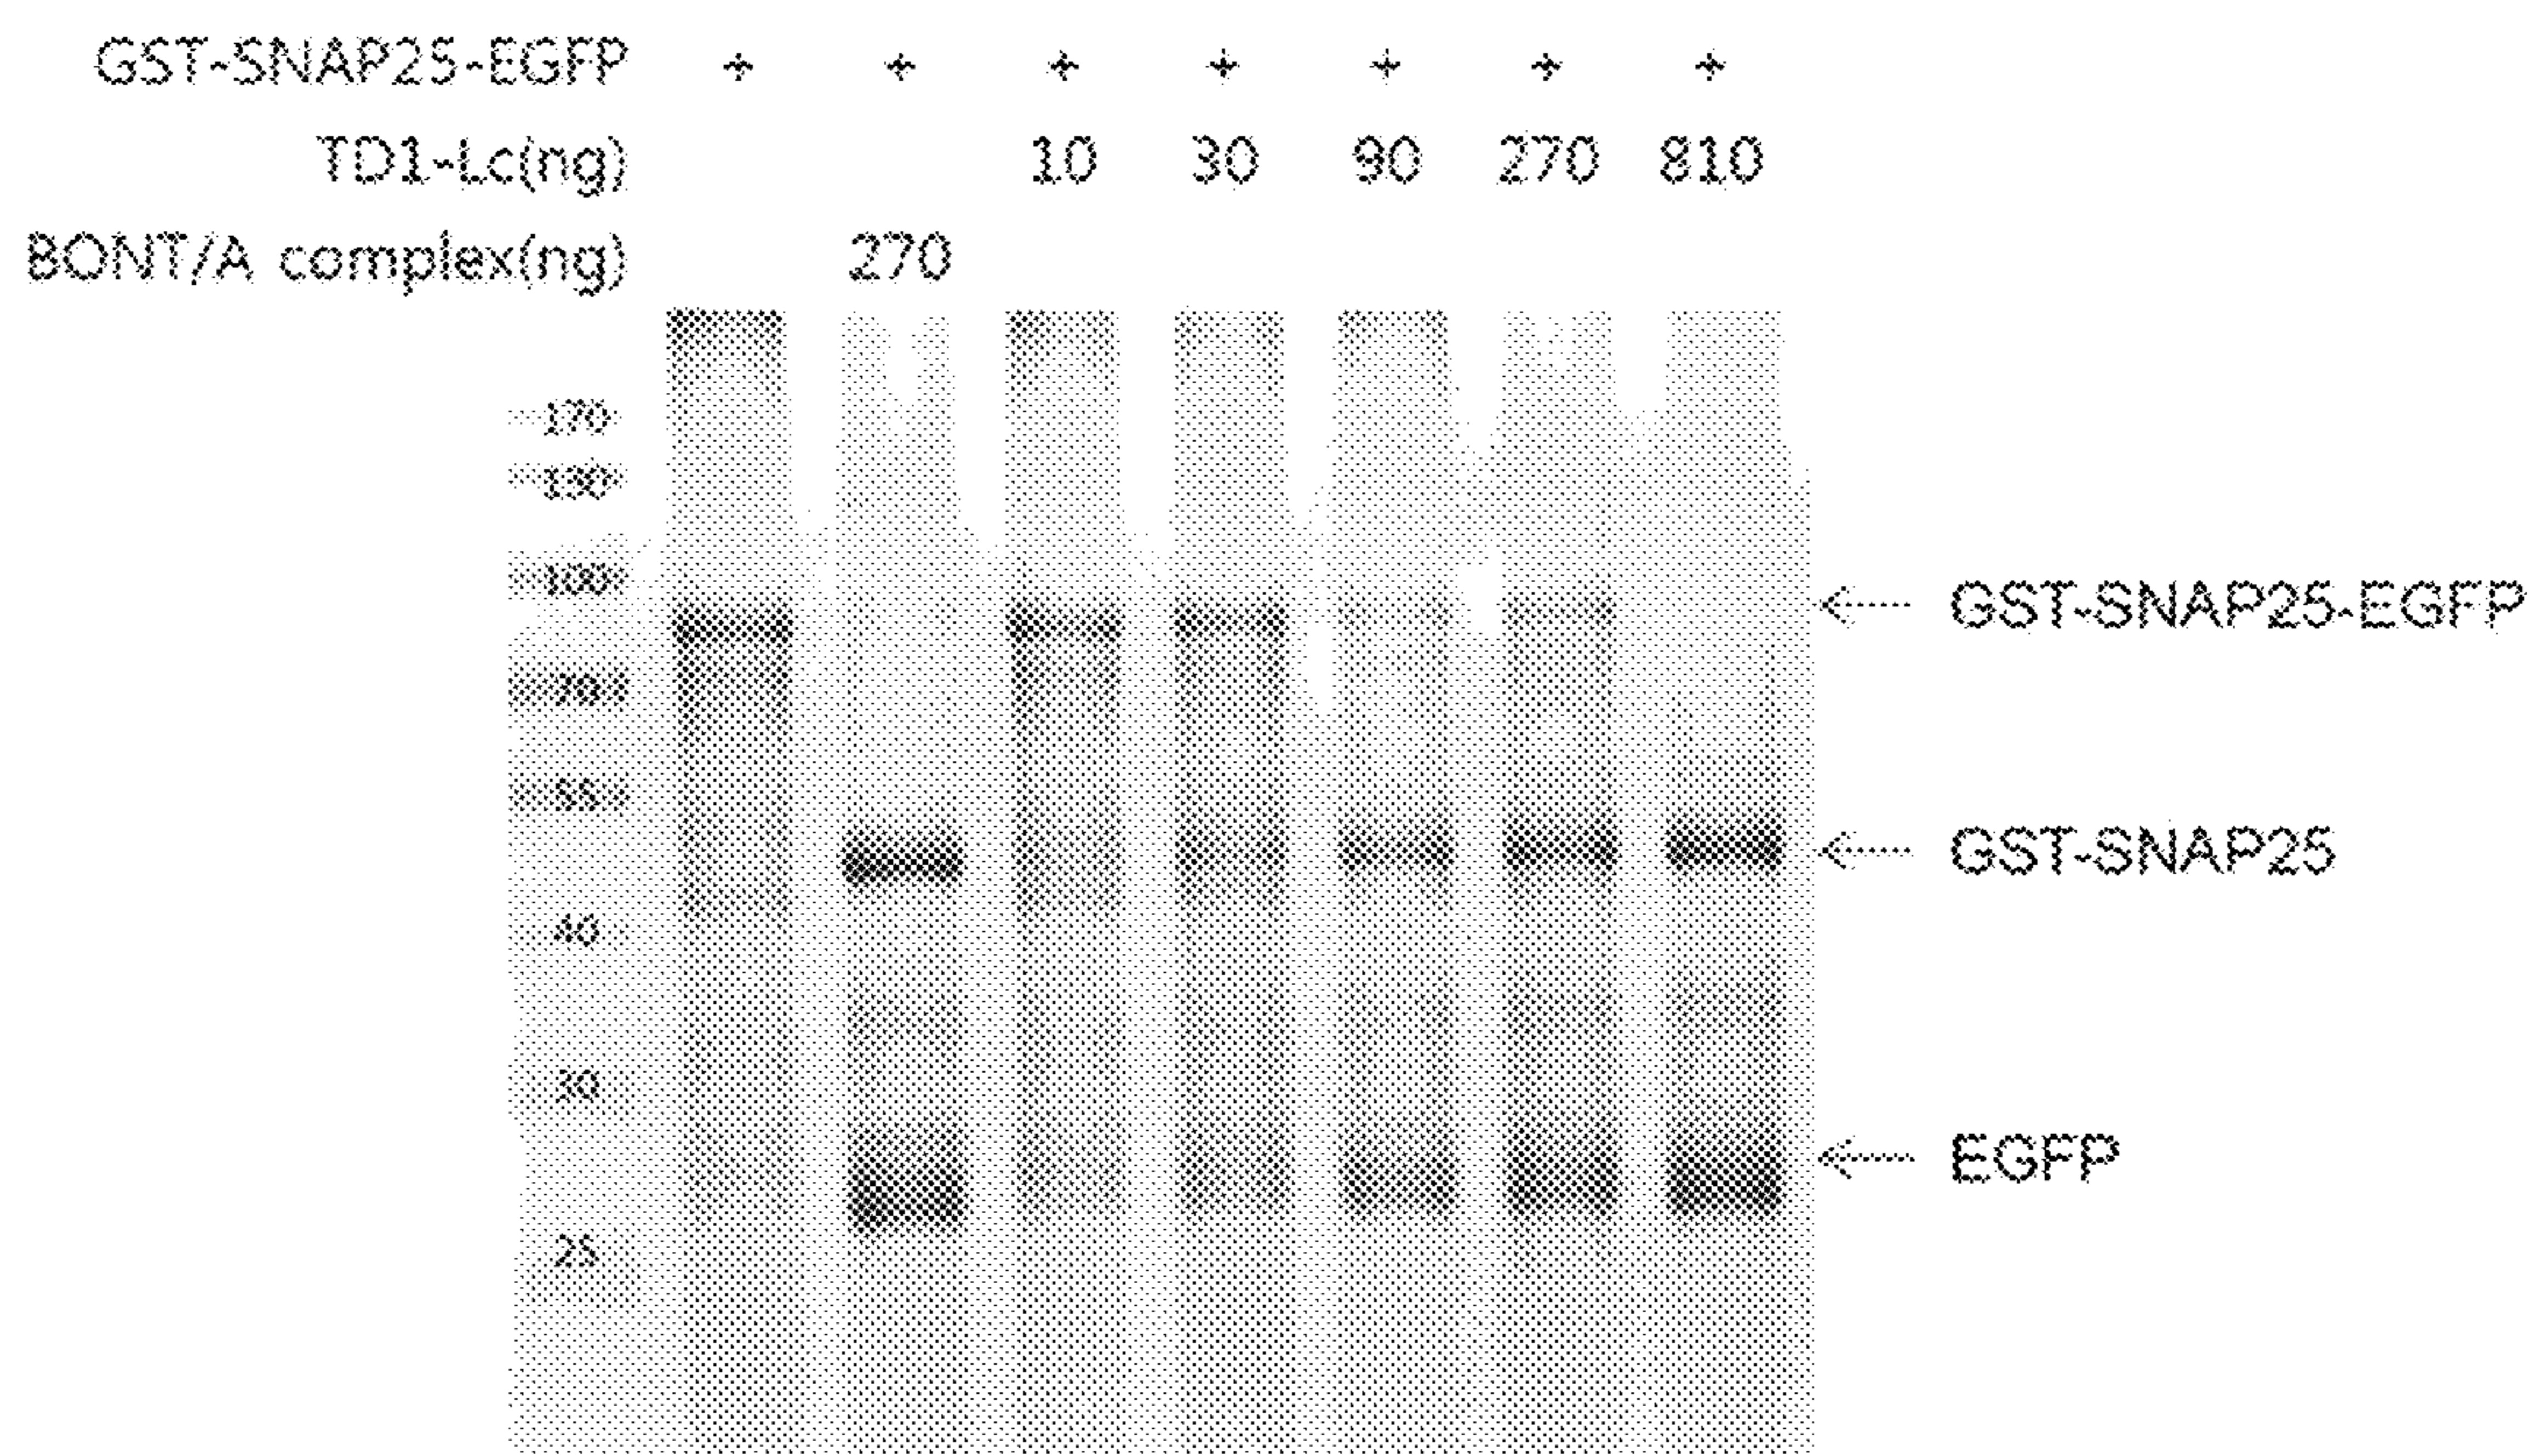 GST-SNAP25-EGFP + + + + + + +
TD1-Lc(ng) 10 30 90 270 810
BONT/A complex(ng) 270
170
130
100
GST-SNAP25-EGFP
70
55
GST-SNAP25
40
30
EGFP
25